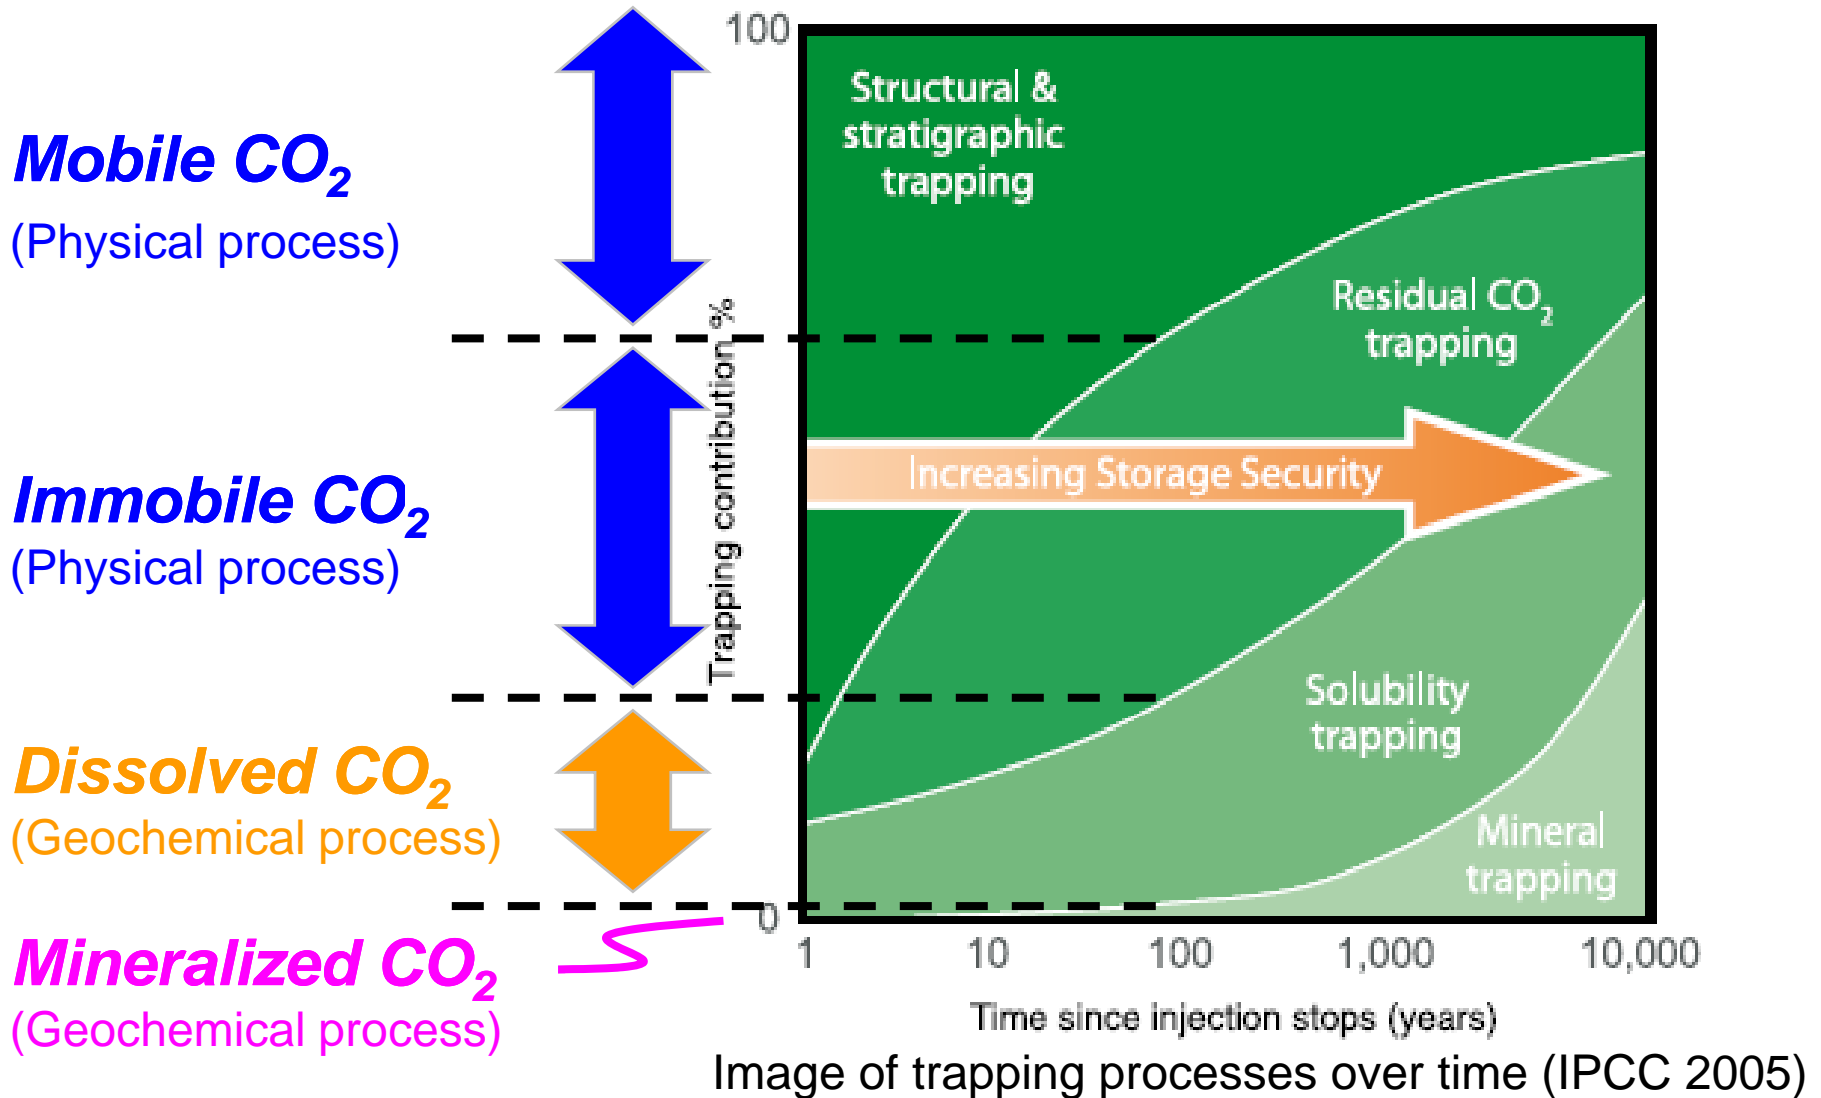 Mobile CO₂
(Physical process)
Immobile CO₂
(Physical process)
Dissolved CO₂
(Geochemical process)
Mineralized CO₂
(Geochemical process)
Trapping contribution %
100
0
Structural &
stratigraphic
trapping
Residual CO₂
trapping
Increasing Storage Security
Solubility
trapping
Mineral
trapping
1 10 100 1,000 10,000
Time since injection stops (years)
Image of trapping processes over time (IPCC 2005)